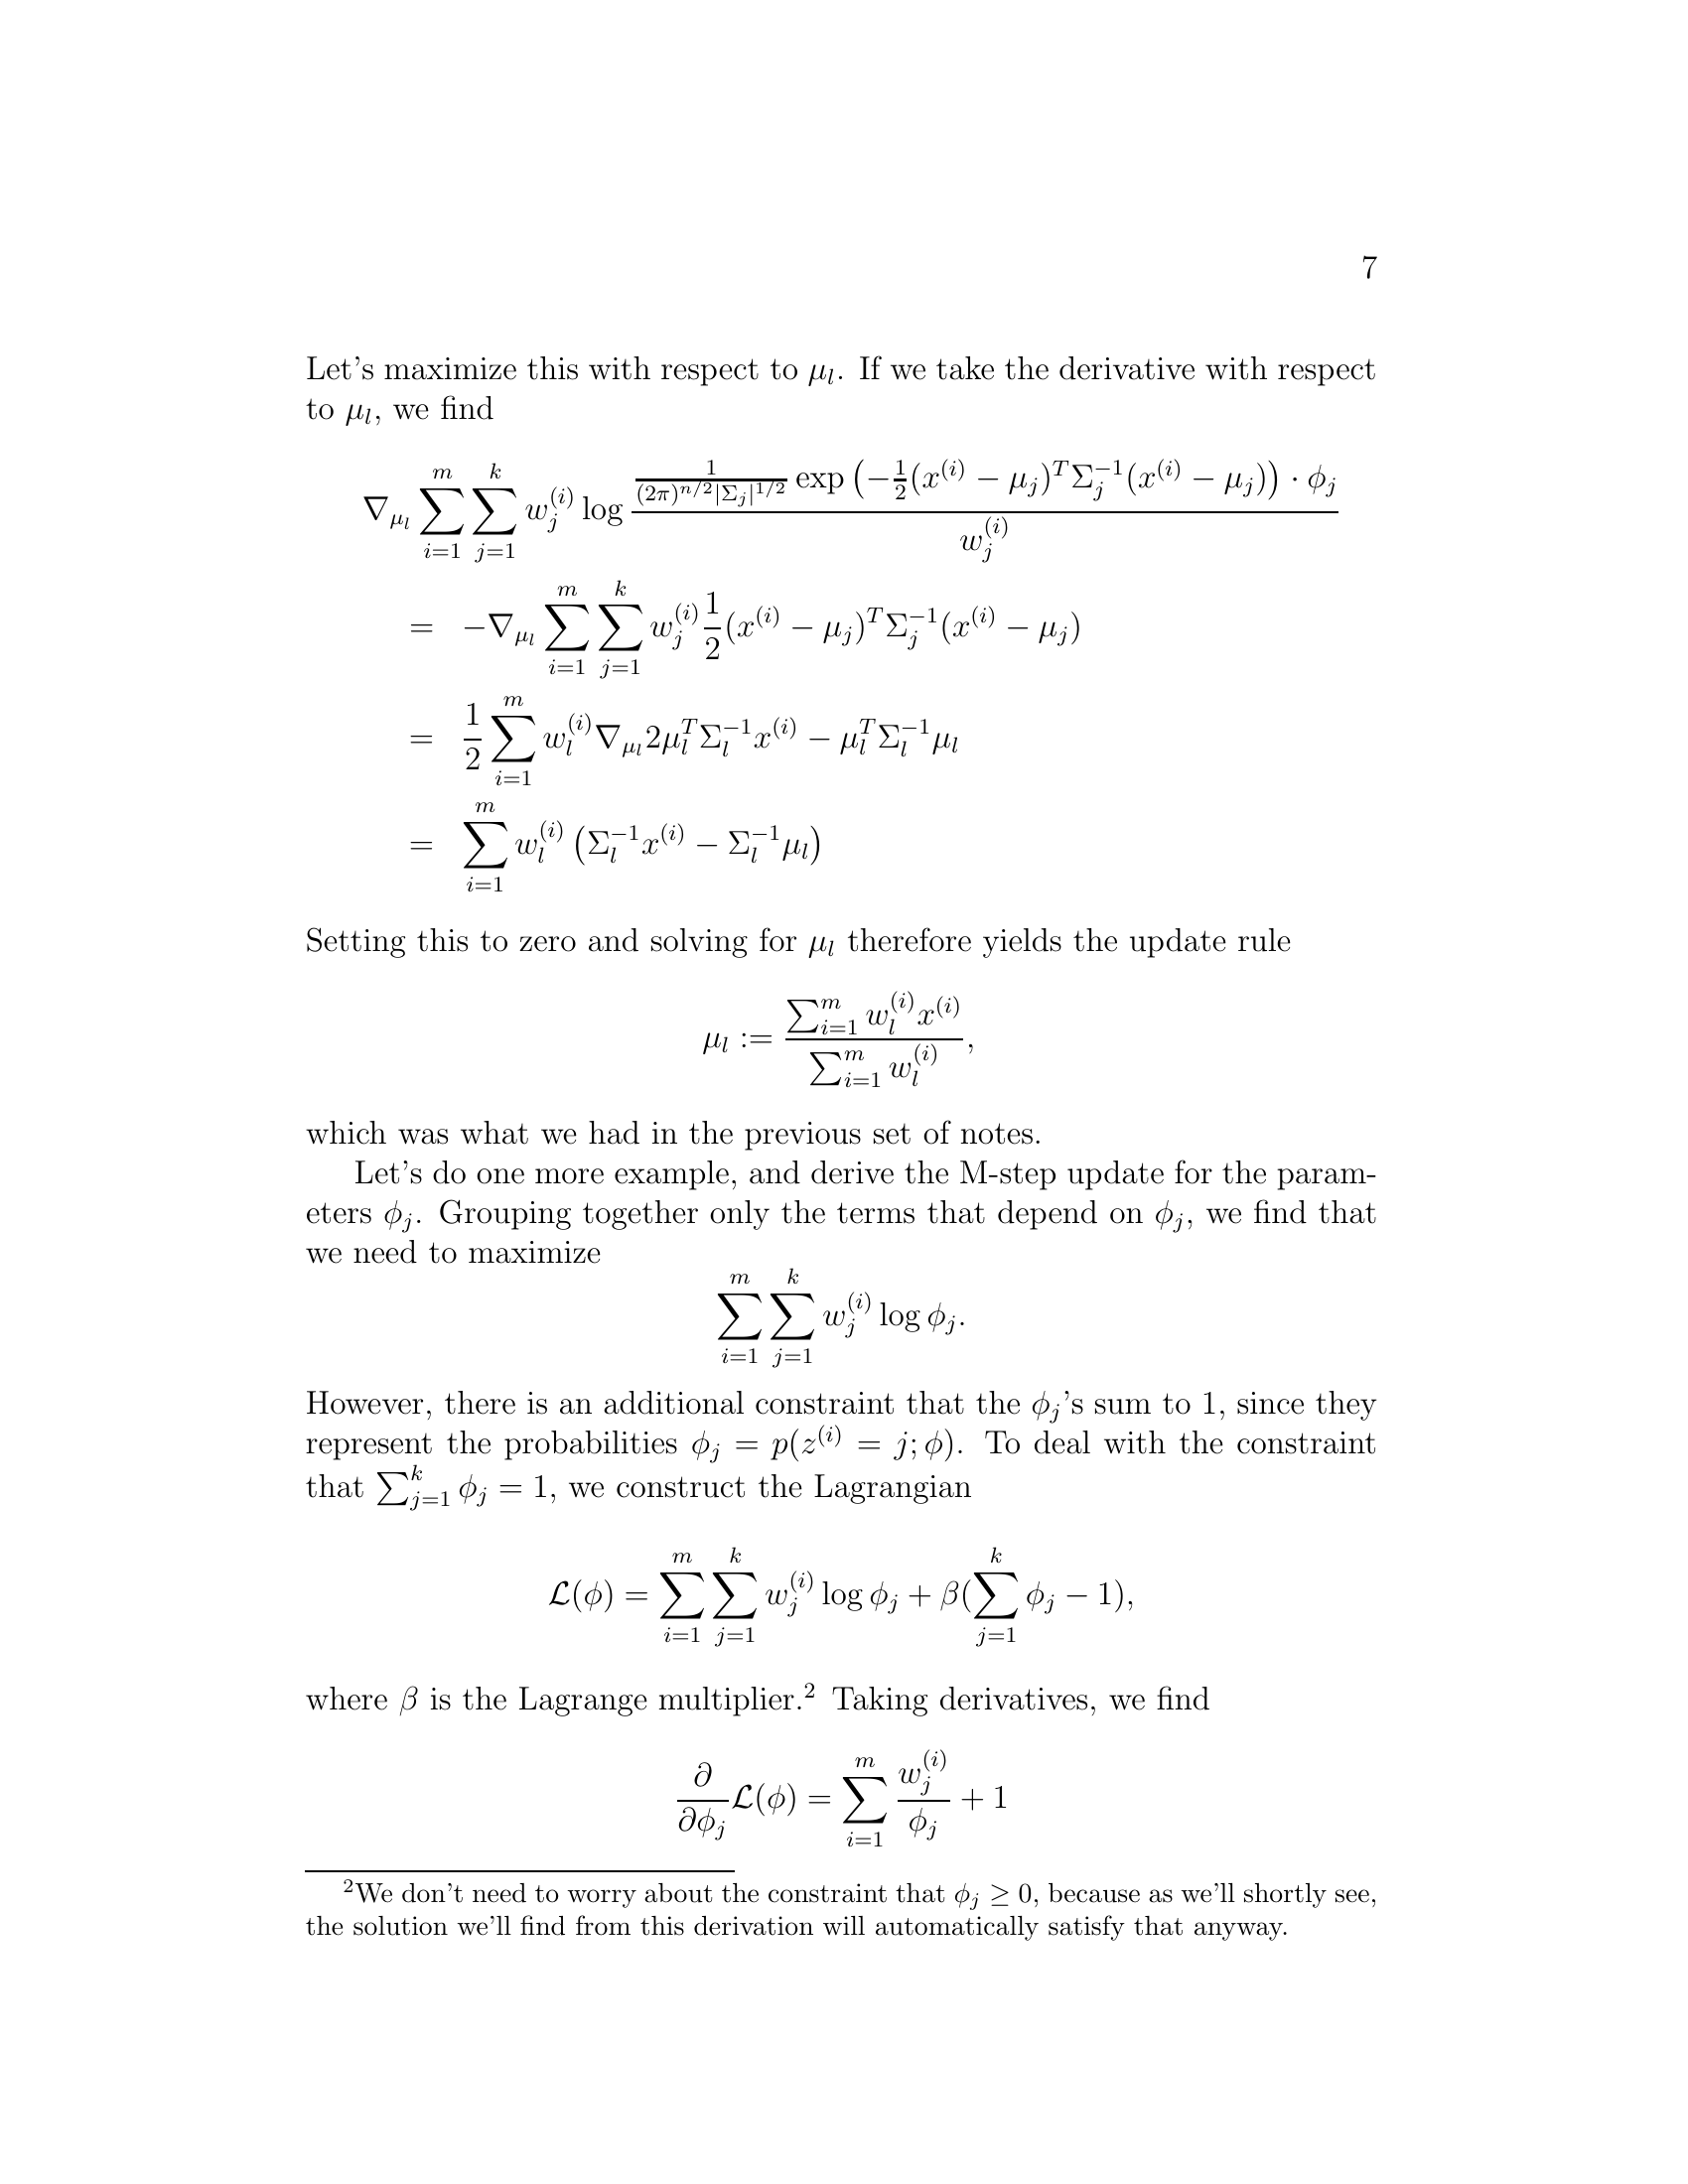 7
Let's maximize this with respect to $\mu_l$. If we take the derivative with respect
to $\mu_l$, we find
$\nabla_{\mu_l} \sum_{i=1}^{m} \sum_{j=1}^{k} w_j^{(i)} \log \frac{\frac{1}{(2\pi)^{n/2}|\Sigma_j|^{1/2}} \exp\left(-\frac{1}{2}(x^{(i)} - \mu_j)^T \Sigma_j^{-1}(x^{(i)} - \mu_j)\right) \cdot \phi_j}{w_j^{(i)}}$
$= -\nabla_{\mu_l} \sum_{i=1}^{m} \sum_{j=1}^{k} w_j^{(i)} \frac{1}{2}(x^{(i)} - \mu_j)^T \Sigma_j^{-1}(x^{(i)} - \mu_j)$
$= \frac{1}{2} \sum_{i=1}^{m} w_l^{(i)} \nabla_{\mu_l} 2\mu_l^T \Sigma_l^{-1} x^{(i)} - \mu_l^T \Sigma_l^{-1} \mu_l$
$= \sum_{i=1}^{m} w_l^{(i)} \left(\Sigma_l^{-1} x^{(i)} - \Sigma_l^{-1} \mu_l\right)$
Setting this to zero and solving for $\mu_l$ therefore yields the update rule
$\mu_l := \frac{\sum_{i=1}^{m} w_l^{(i)} x^{(i)}}{\sum_{i=1}^{m} w_l^{(i)}},$
which was what we had in the previous set of notes.
Let's do one more example, and derive the M-step update for the param-
eters $\phi_j$. Grouping together only the terms that depend on $\phi_j$, we find that
we need to maximize
$\sum_{i=1}^{m} \sum_{j=1}^{k} w_j^{(i)} \log \phi_j.$
However, there is an additional constraint that the $\phi_j$'s sum to 1, since they
represent the probabilities $\phi_j = p(z^{(i)} = j; \phi)$. To deal with the constraint
that $\sum_{j=1}^{k} \phi_j = 1$, we construct the Lagrangian
$\mathcal{L}(\phi) = \sum_{i=1}^{m} \sum_{j=1}^{k} w_j^{(i)} \log \phi_j + \beta(\sum_{j=1}^{k} \phi_j - 1),$
where $\beta$ is the Lagrange multiplier.$^2$ Taking derivatives, we find
$\frac{\partial}{\partial \phi_j} \mathcal{L}(\phi) = \sum_{i=1}^{m} \frac{w_j^{(i)}}{\phi_j} + 1$
$^2$We don't need to worry about the constraint that $\phi_j \geq 0$, because as we'll shortly see,
the solution we'll find from this derivation will automatically satisfy that anyway.